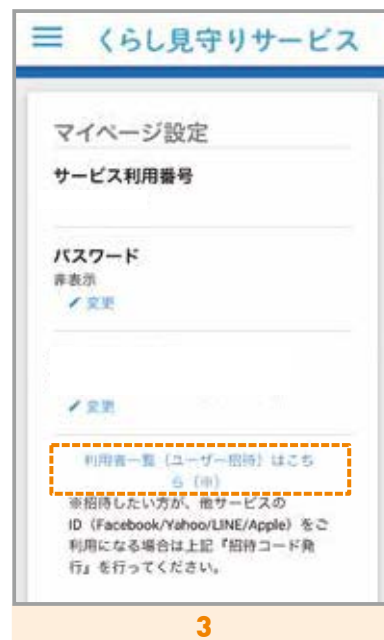 くらし見守りサービス
マイページ設定
サービス利用番号
パスワード
非表示
変更
変更
利用者一覧（ユーザー招待）はこち
ら（※）
※招待したい方が、他サービスの
ID（Facebook/Yahoo/LINE/Apple）をご
利用になる場合は上記『招待コード発
行』を行ってください。
3